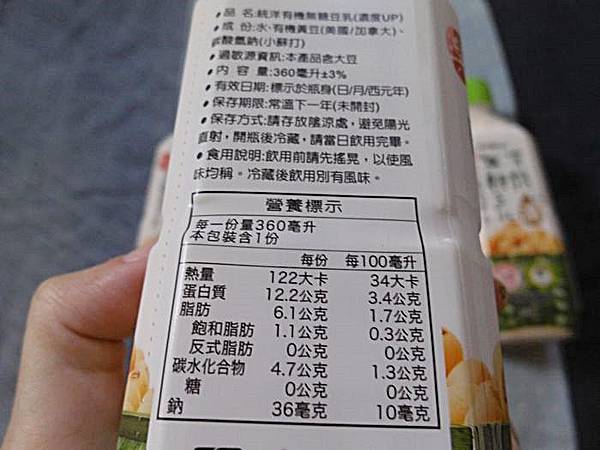 ●品 名:統洋有機無糖豆乳(濃度UP)
●成 份:水、有機黃豆(美國/加拿大)、
碳酸氫鈉(小蘇打)
●過敏源資訊:本產品含大豆
●內 容 量:360毫升±3%
●有效日期:標示於瓶身(日/月/西元年)
●保存期限:常溫下一年(未開封)
●保存方式:請存放陰涼處,避免陽光
直射,開瓶後冷藏,請當日飲用完畢。
●食用說明:飲用前請先搖晃,以使風
味均稱。冷藏後飲用別有風味。
營養標示
每一份量360毫升
本包裝含1份
每份 每100毫升
熱量 122大卡 34大卡
蛋白質 12.2公克 3.4公克
脂肪 6.1公克 1.7公克
飽和脂肪 1.1公克 0.3公克
反式脂肪 0公克 0公克
碳水化合物 4.7公克 1.3公克
糖 0公克 0公克
鈉 36毫克 10毫克